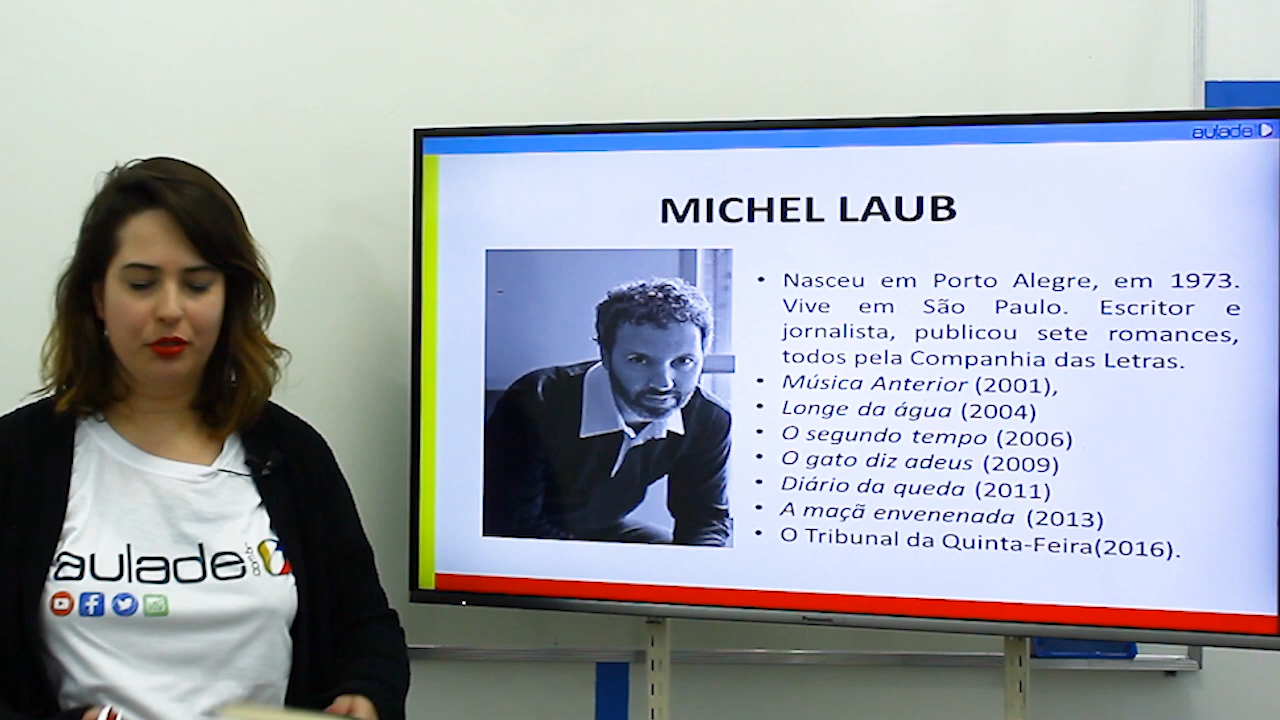 aulade
MICHEL LAUB
• Nasceu em Porto Alegre, em 1973.
Vive em São Paulo. Escritor e
jornalista, publicou sete romances,
todos pela Companhia das Letras.
• Música Anterior (2001),
• Longe da água (2004)
• O segundo tempo (2006)
• O gato diz adeus (2009)
• Diário da queda (2011)
• A maçã envenenada (2013)
• O Tribunal da Quinta-Feira(2016).
Panasonic
aulade